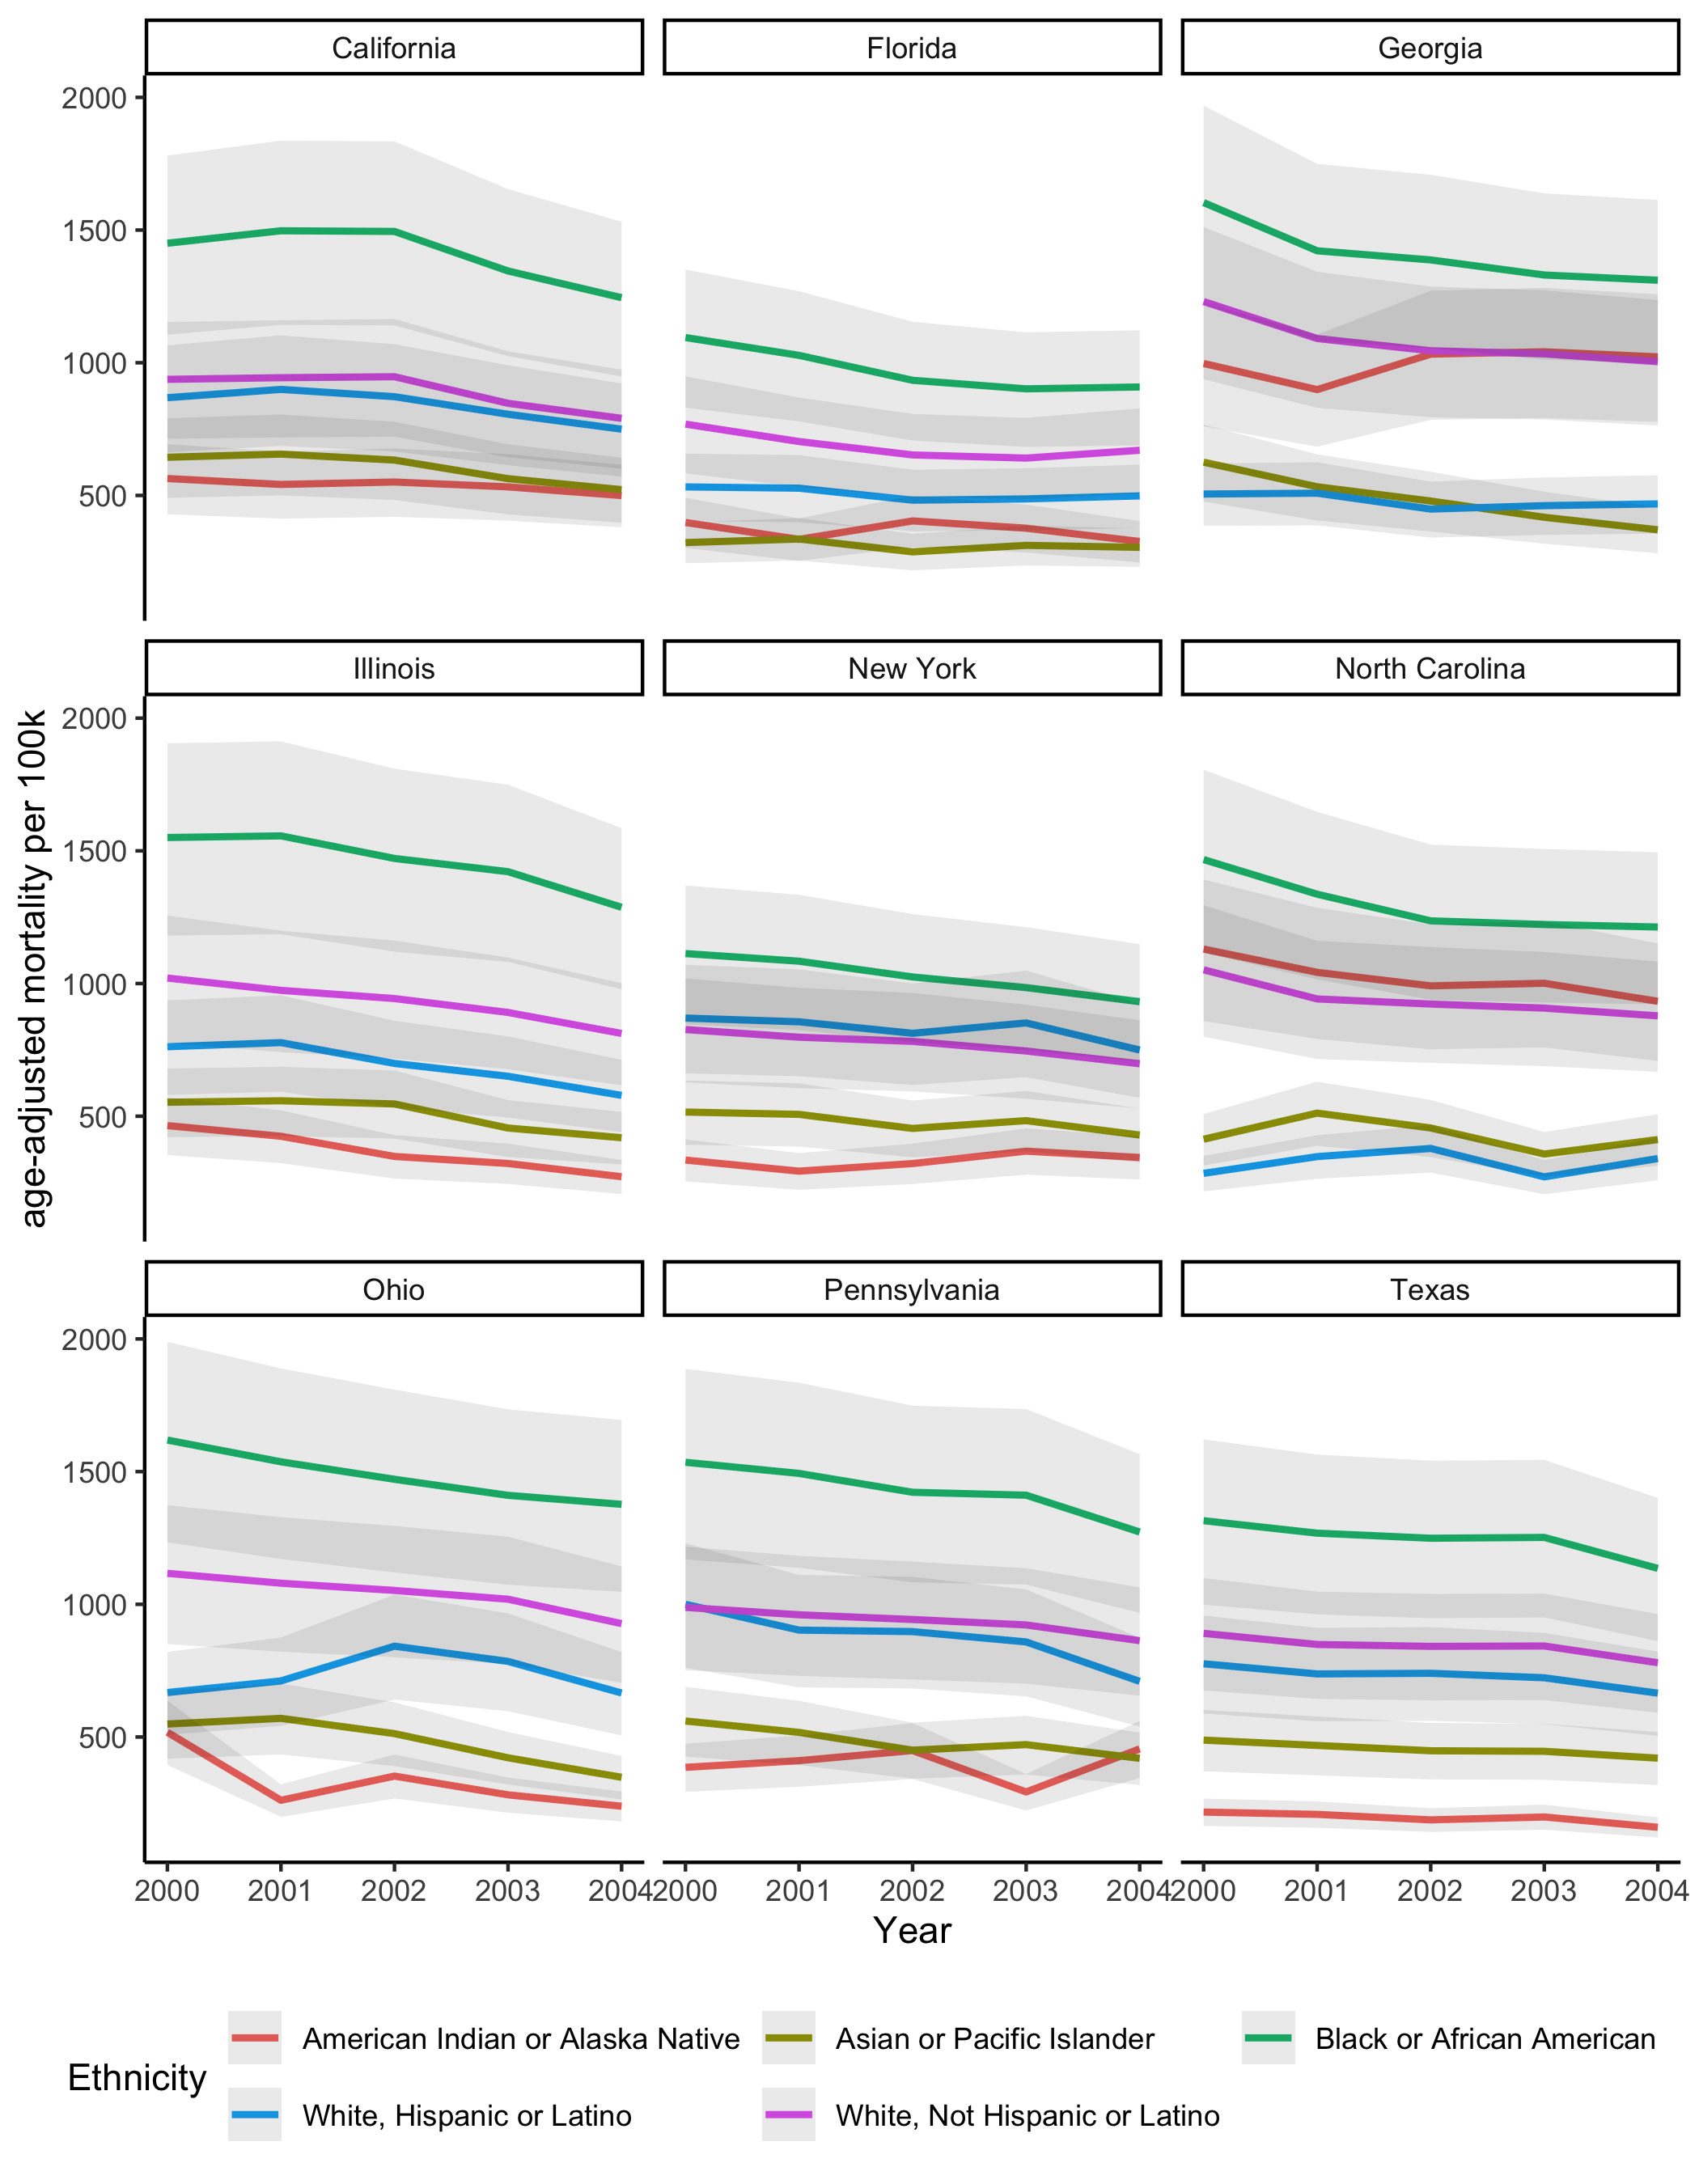 California Florida Georgia
2000
1500
1000
500
Illinois New York North Carolina
2000
1500
1000
500
age-adjusted mortality per 100k
Ohio Pennsylvania Texas
2000
1500
1000
500
2000 2001 2002 2003 2004 2000 2001 2002 2003 2004 2000 2001 2002 2003 2004
Year
Ethnicity
American Indian or Alaska Native Asian or Pacific Islander Black or African American
White, Hispanic or Latino White, Not Hispanic or Latino